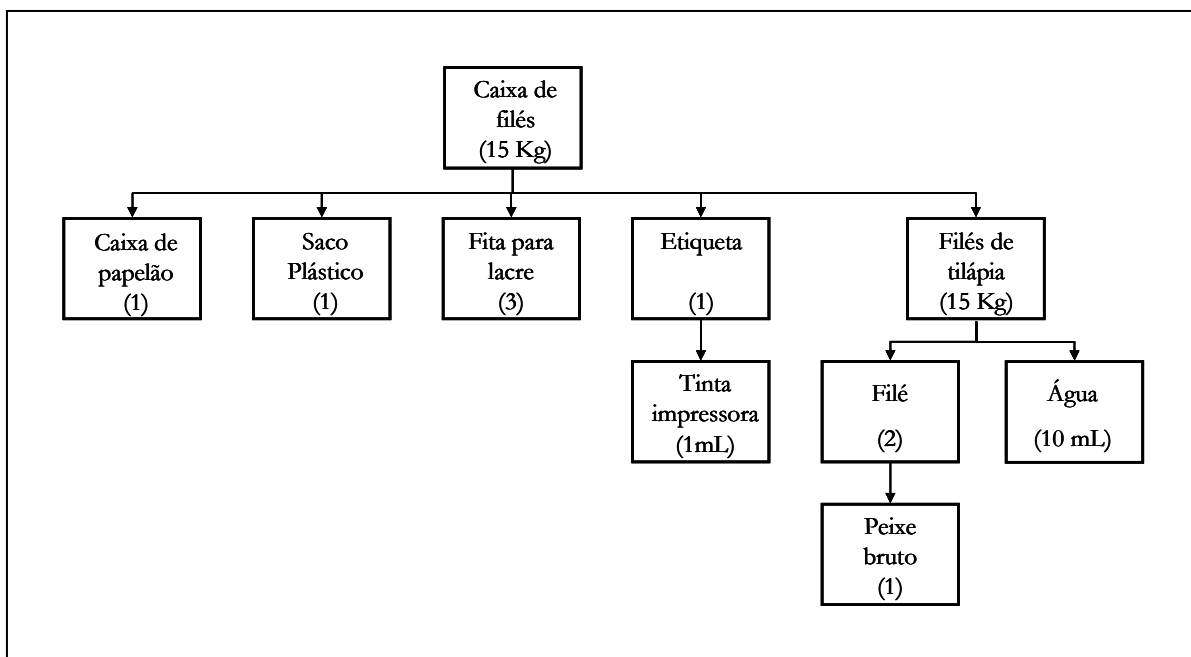 Caixa de
filés
(15 Kg)
Caixa de
papelão
(1)
Saco
Plástico
(1)
Fita para
lacre
(3)
Etiqueta
(1)
Filés de
tilápia
(15 Kg)
Tinta
impressora
(1mL)
Filé
(2)
Água
(10 mL)
Peixe
bruto
(1)